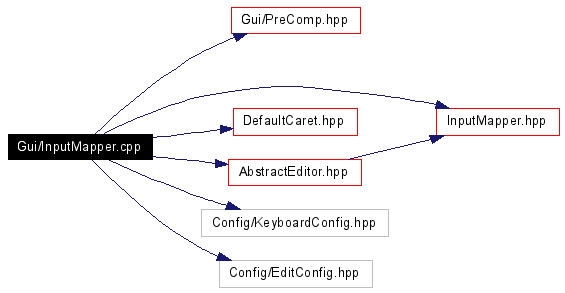 Gui/PreComp.hpp
DefaultCaret.hpp
InputMapper.hpp
Gui/InputMapper.cpp
AbstractEditor.hpp
Config/KeyboardConfig.hpp
Config/EditConfig.hpp